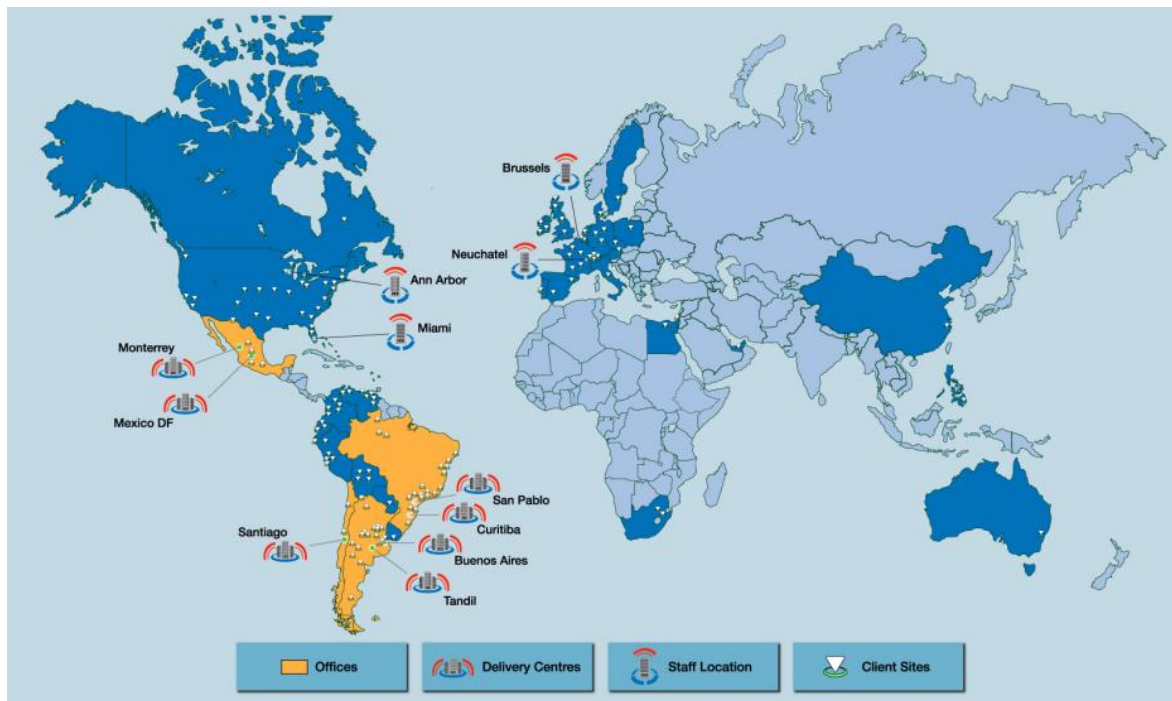 Brussels
Neuchatel
Ann Arbor
Miami
Monterrey
Mexico DF
San Pablo
Curitiba
Santiago
Buenos Aires
Tandil
Offices
Delivery Centres
Staff Location
Client Sites